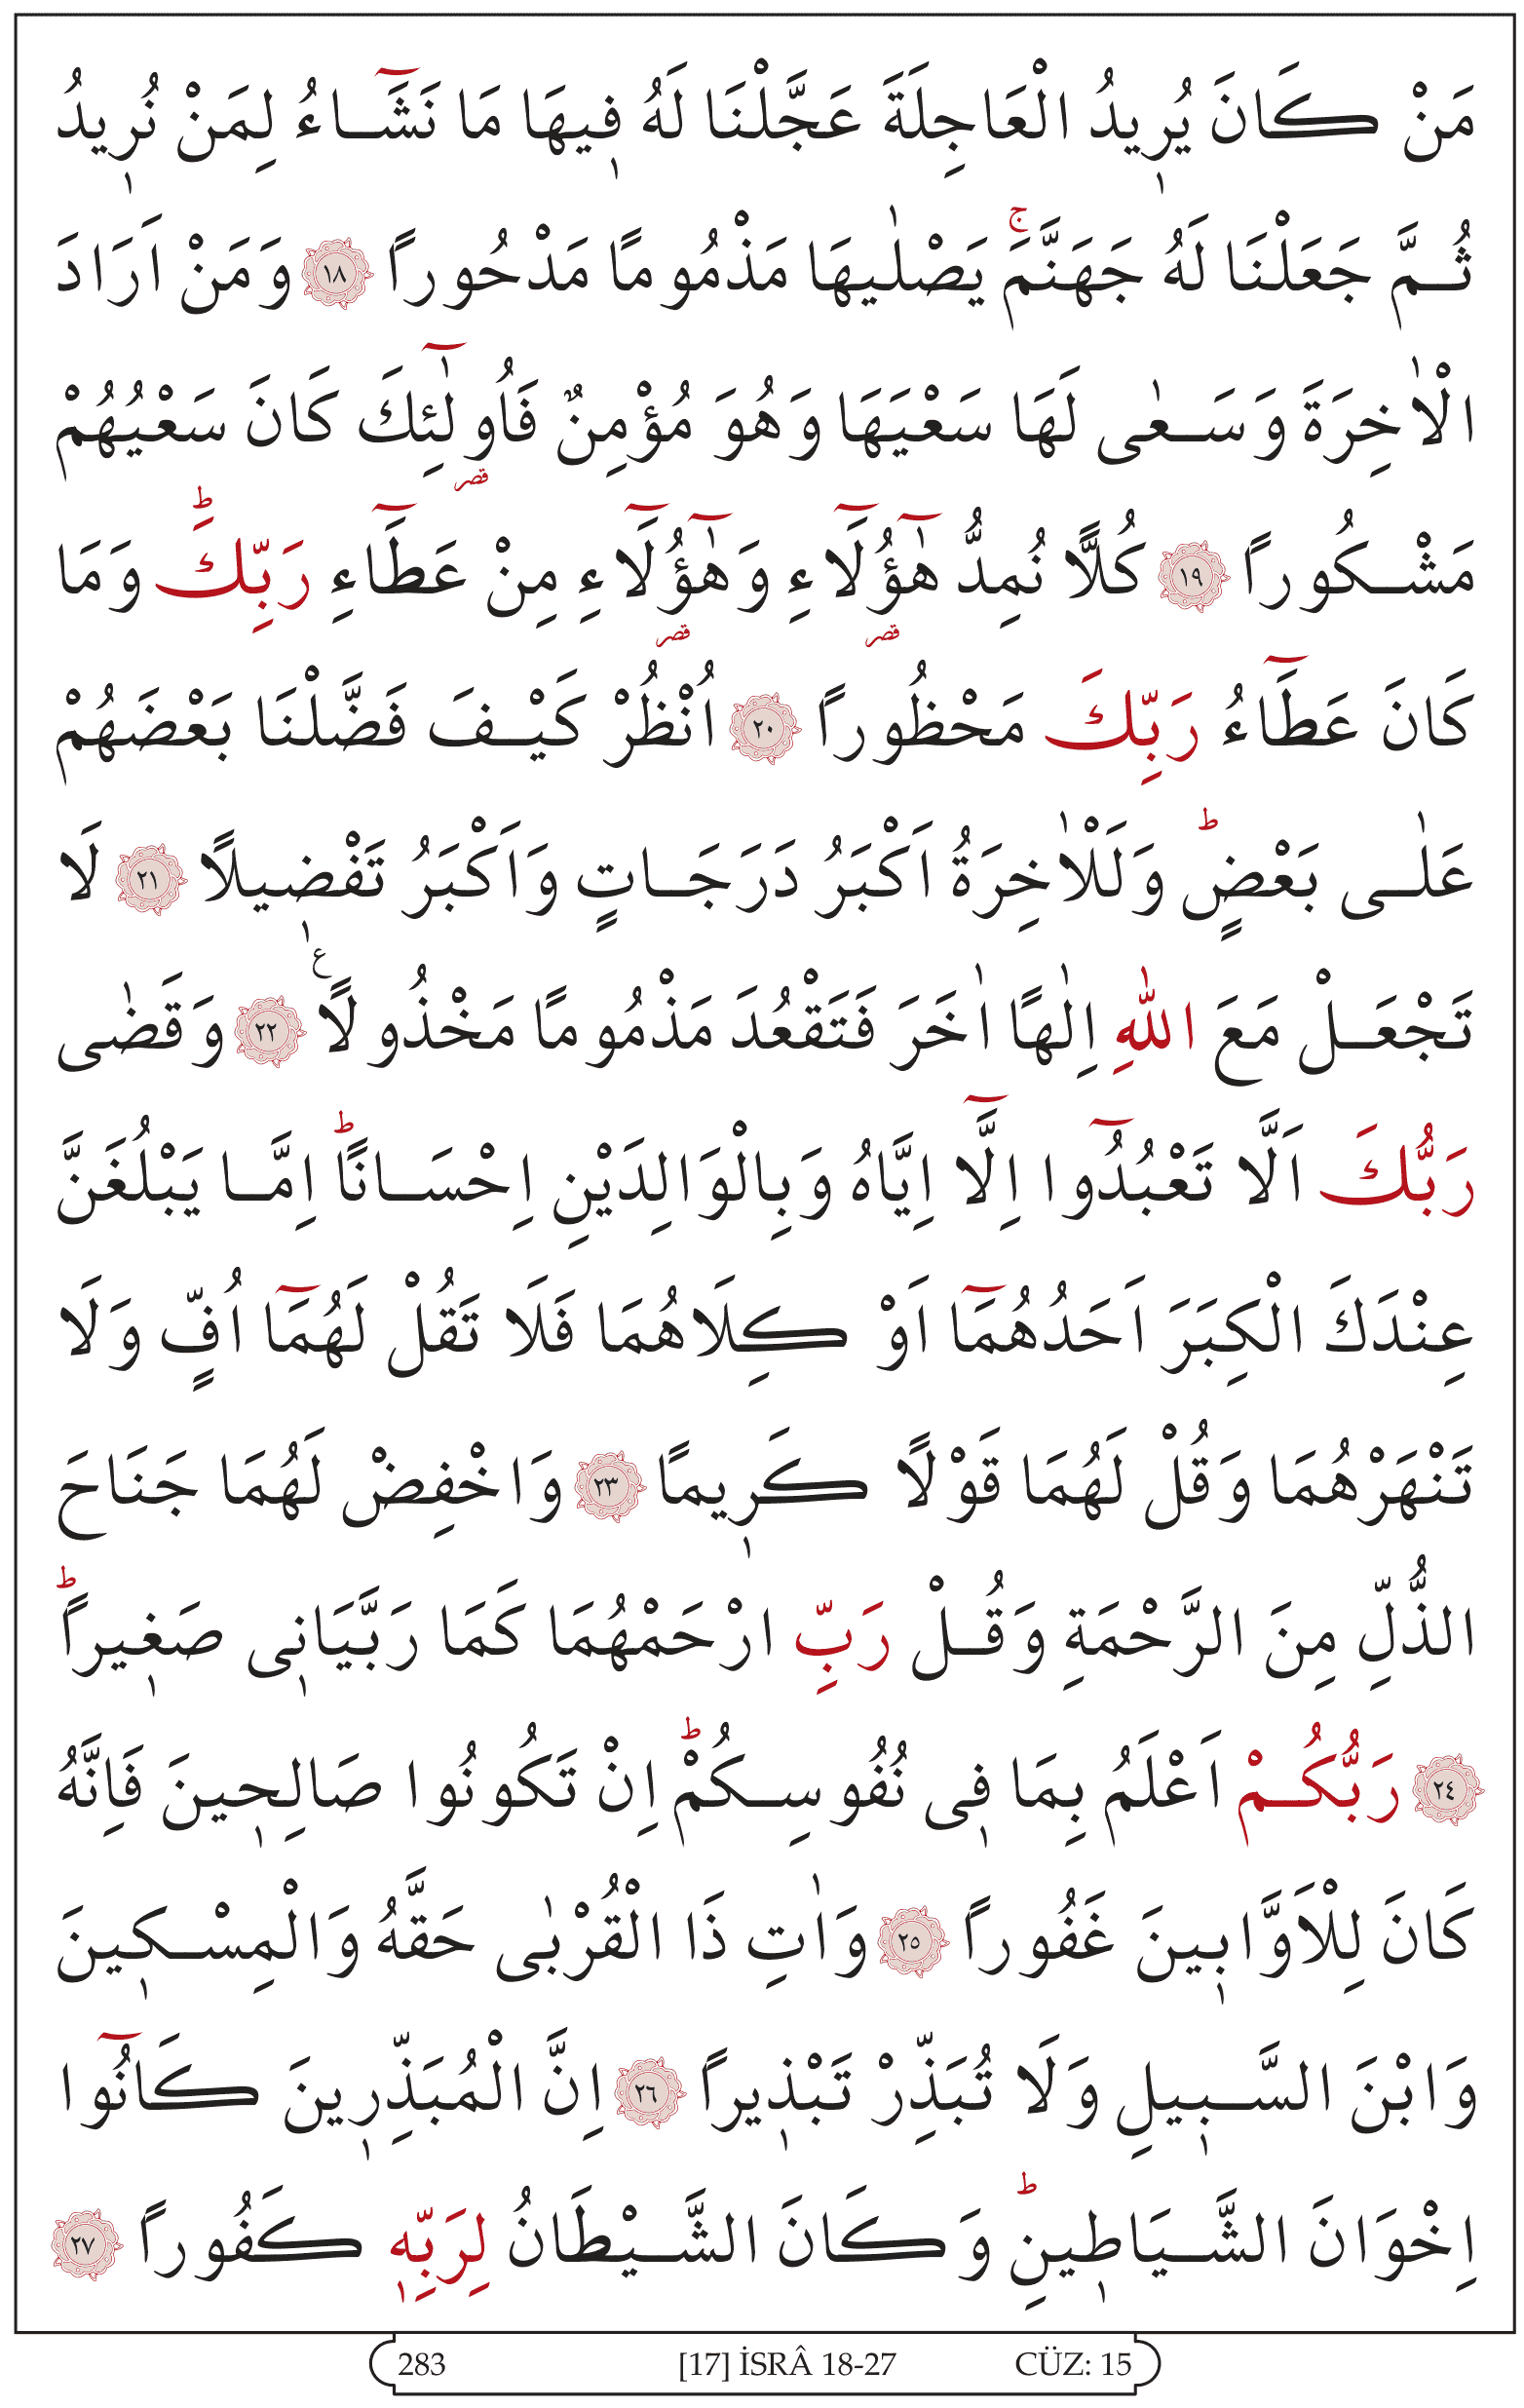 مَنْ كَانَ يُرٖيدُ الْعَاجِلَةَ عَجَّلْنَا لَهُ فٖيهَا مَا نَشَٓاءُ لِمَنْ نُرٖيدُ
ثُمَّ جَعَلْنَا لَهُ جَهَنَّمَۚ يَصْلٰيهَا مَذْمُومًا مَدْحُورًا ﴿١٨﴾ وَمَنْ اَرَادَ
الْاٰخِرَةَ وَسَعٰى لَهَا سَعْيَهَا وَهُوَ مُؤْمِنٌ فَاُولٰٓئِكَ كَانَ سَعْيُهُمْ
قصر
مَشْكُورًا ﴿١٩﴾ كُلًّا نُمِدُّ هٰٓؤُلَٓاءِ وَهٰٓؤُلَٓاءِ مِنْ عَطَٓاءِ رَبِّكَؕ وَمَا
قصر قصر
كَانَ عَطَٓاءُ رَبِّكَ مَحْظُورًا ﴿٢٠﴾ اُنْظُرْ كَيْفَ فَضَّلْنَا بَعْضَهُمْ
عَلٰى بَعْضٍؕ وَلَلْاٰخِرَةُ اَكْبَرُ دَرَجَاتٍ وَاَكْبَرُ تَفْضٖيلًا ﴿٢١﴾ لَا
تَجْعَلْ مَعَ اللّٰهِ اِلٰهًا اٰخَرَ فَتَقْعُدَ مَذْمُومًا مَخْذُولًا ع ﴿٢٢﴾ وَقَضٰى
رَبُّكَ اَلَّا تَعْبُدُٓوا اِلَّٓا اِيَّاهُ وَبِالْوَالِدَيْنِ اِحْسَانًاؕ اِمَّا يَبْلُغَنَّ
عِنْدَكَ الْكِبَرَ اَحَدُهُمَٓا اَوْ كِلَاهُمَا فَلَا تَقُلْ لَهُمَٓا اُفٍّ وَلَا
تَنْهَرْهُمَا وَقُلْ لَهُمَا قَوْلًا كَرٖيمًا ﴿٢٣﴾ وَاخْفِضْ لَهُمَا جَنَاحَ
الذُّلِّ مِنَ الرَّحْمَةِ وَقُلْ رَبِّ ارْحَمْهُمَا كَمَا رَبَّيَانٖى صَغٖيرًاؕ
﴿٢٤﴾ رَبُّكُمْ اَعْلَمُ بِمَا فٖى نُفُوسِكُمْؕ اِنْ تَكُونُوا صَالِحٖينَ فَاِنَّهُ
كَانَ لِلْاَوَّابٖينَ غَفُورًا ﴿٢٥﴾ وَاٰتِ ذَا الْقُرْبٰى حَقَّهُ وَالْمِسْكٖينَ
وَابْنَ السَّبٖيلِ وَلَا تُبَذِّرْ تَبْذٖيرًا ﴿٢٦﴾ اِنَّ الْمُبَذِّرٖينَ كَانُٓوا
اِخْوَانَ الشَّيَاطٖينِؕ وَكَانَ الشَّيْطَانُ لِرَبِّهٖ كَفُورًا ﴿٢٧﴾
283 [17] İSRÂ 18-27 CÜZ: 15